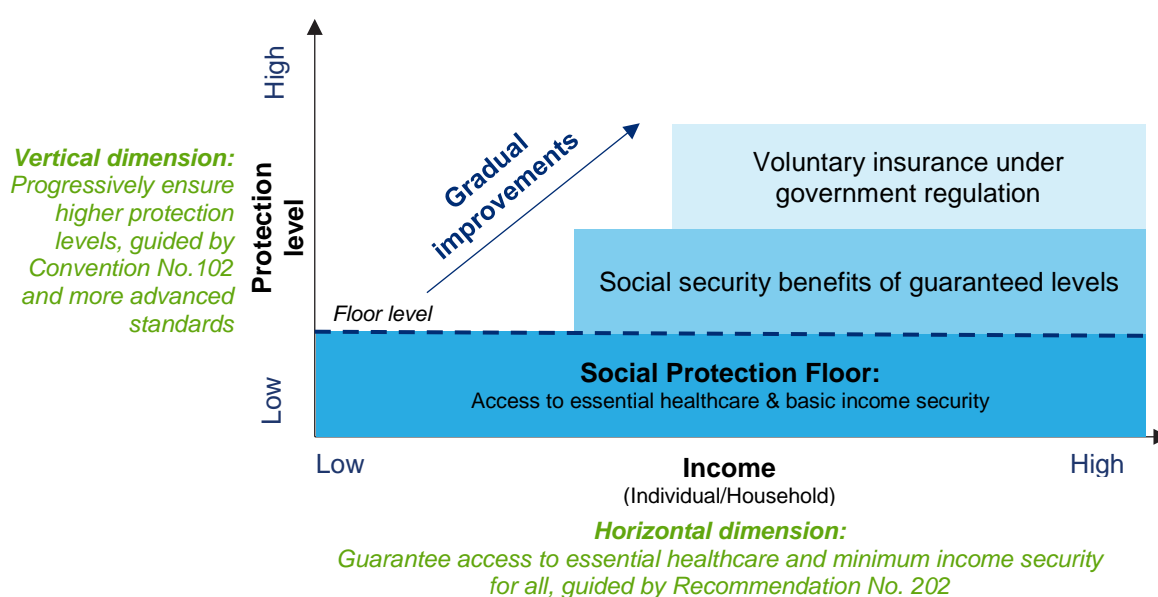 High
Vertical dimension:
Progressively ensure
higher protection
levels, guided by
Convention No.102
and more advanced
standards
Protection
level
Gradual
improvements
Voluntary insurance under
government regulation
Social security benefits of guaranteed levels
Floor level
Low
Social Protection Floor:
Access to essential healthcare & basic income security
Low
Income
High
(Individual/Household)
Horizontal dimension:
Guarantee access to essential healthcare and minimum income security
for all, guided by Recommendation No. 202